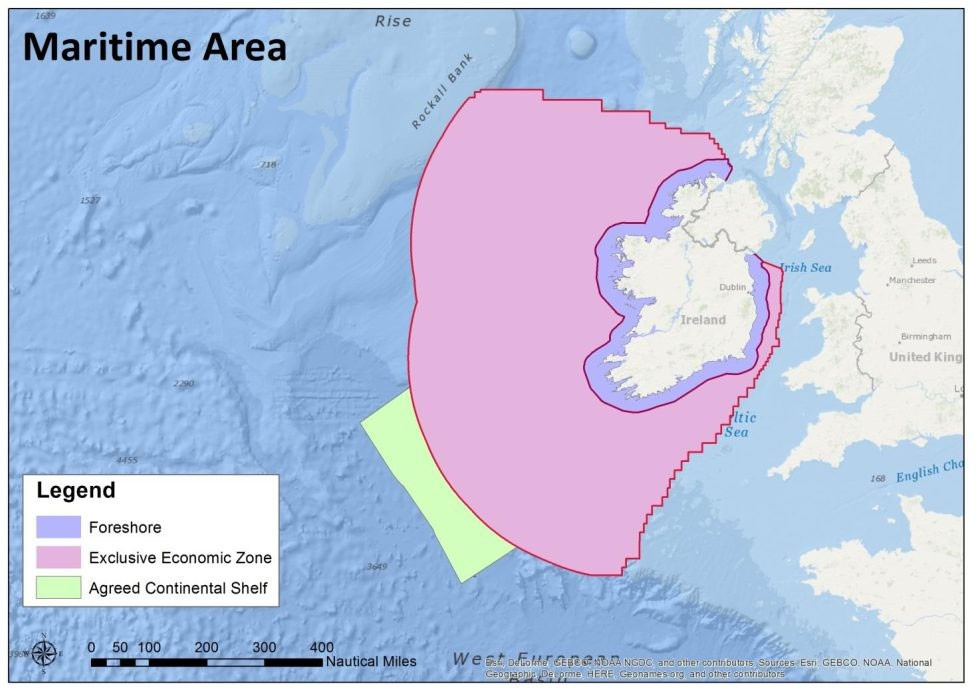 1639
Rise
Maritime Area
Rockall Bank
718
1527
Irish Sea
Leeds
Manchester
Dublin
Ireland
Birmingham
United King
2290
ltic
Sea
4455
168
English Cha
Legend
Foreshore
Exclusive Economic Zone
Agreed Continental Shelf
3649
N
0 50 100 200 300 400
Nautical Miles
West European
Basin
Esri, DeLorme, GEBCO, NOAA NGDC, and other contributors, Sources: Esri, GEBCO, NOAA, National
Geographic, DeLorme, HERE, Geonames.org, and other contributors